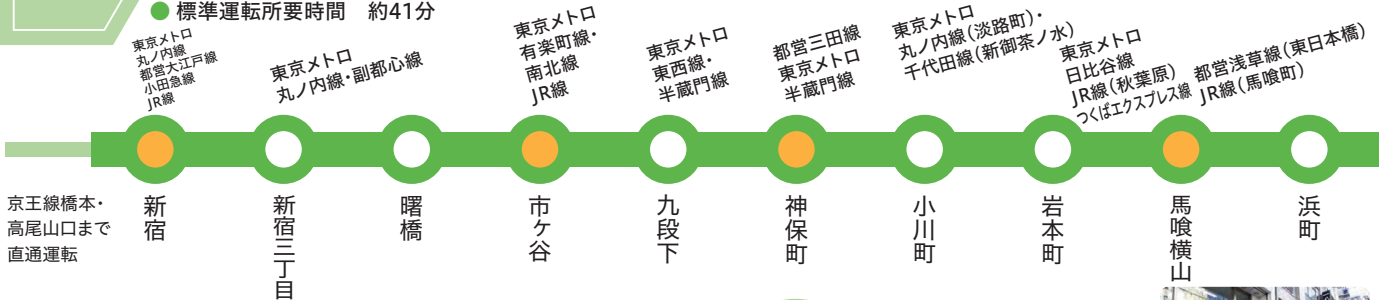 ● 標準運転所要時間　約41分
東京メトロ
丸ノ内線
都営大江戸線
小田急線
JR線
東京メトロ
丸ノ内線・副都心線
東京メトロ
有楽町線・
南北線
JR線
東京メトロ
東西線・
半蔵門線
都営三田線
東京メトロ
半蔵門線
東京メトロ
丸ノ内線（淡路町）・
千代田線（新御茶ノ水）
東京メトロ
日比谷線
JR線（秋葉原）
つくばエクスプレス線
都営浅草線（東日本橋）
JR線（馬喰町）
京王線橋本・
高尾山口まで
直通運転
新宿
新宿三丁目
曙橋
市ケ谷
九段下
神保町
小川町
岩本町
馬喰横山
浜町